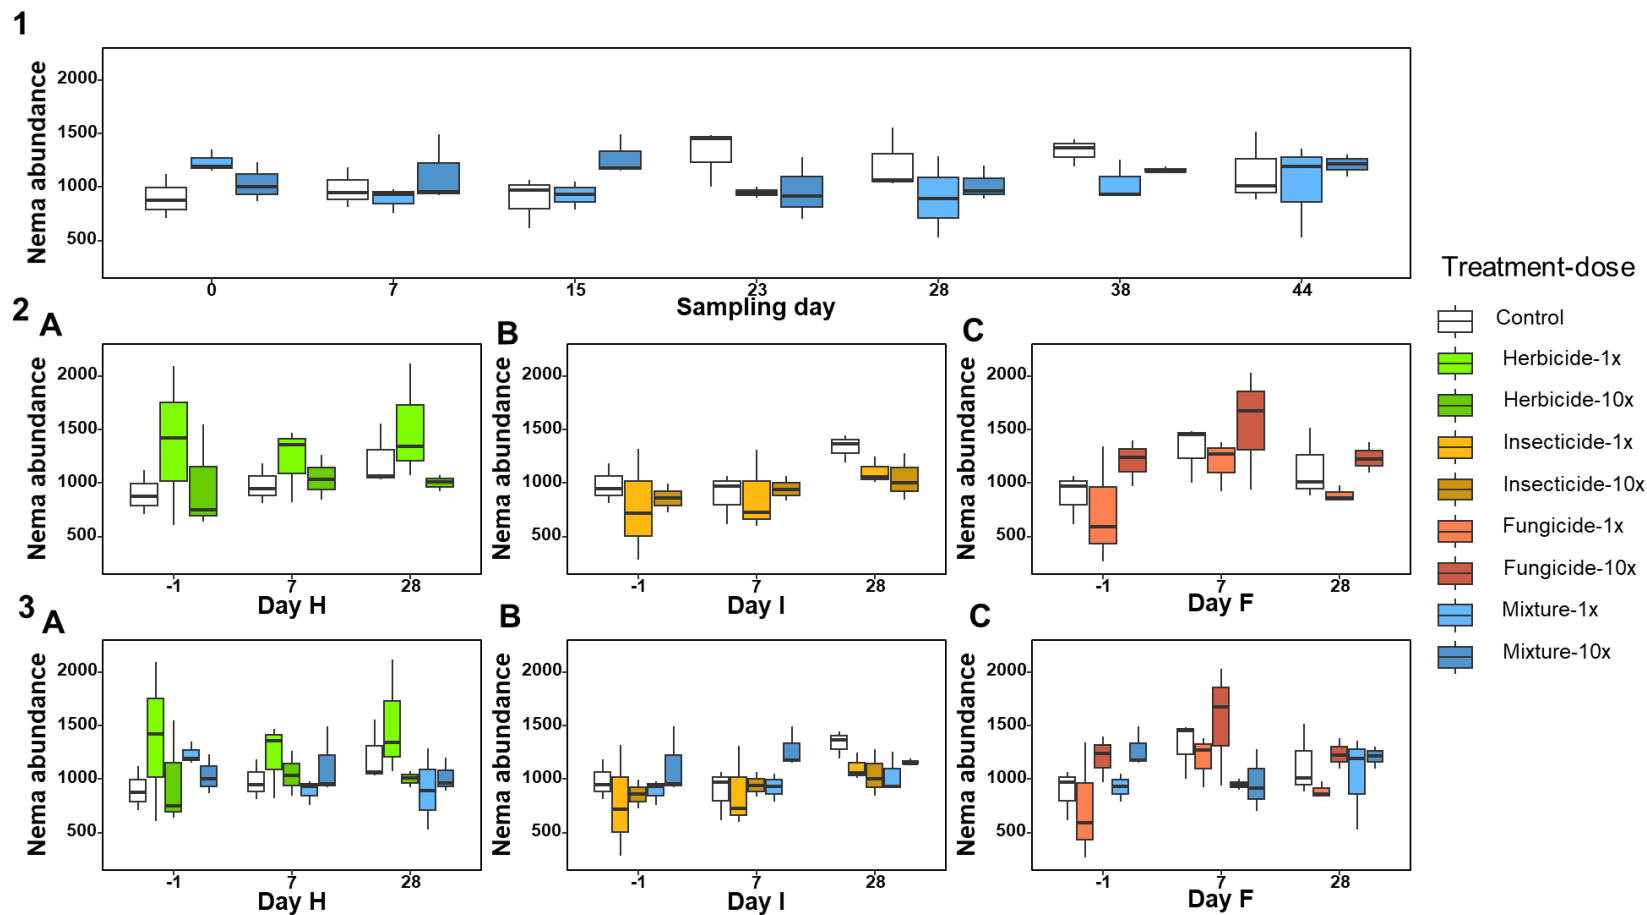 1
Nema abundance
2000
1500
1000
500
0 7 15 23 28 38 44
Sampling day
Treatment-dose
Control
Herbicide-1x
Herbicide-10x
Insecticide-1x
Insecticide-10x
Fungicide-1x
Fungicide-10x
Mixture-1x
Mixture-10x
2
A
Nema abundance
2000
1500
1000
500
-1 7 28
Day H
B
Nema abundance
2000
1500
1000
500
-1 7 28
Day I
C
Nema abundance
2000
1500
1000
500
-1 7 28
Day F
3
A
Nema abundance
2000
1500
1000
500
-1 7 28
Day H
B
Nema abundance
2000
1500
1000
500
-1 7 28
Day I
C
Nema abundance
2000
1500
1000
500
-1 7 28
Day F